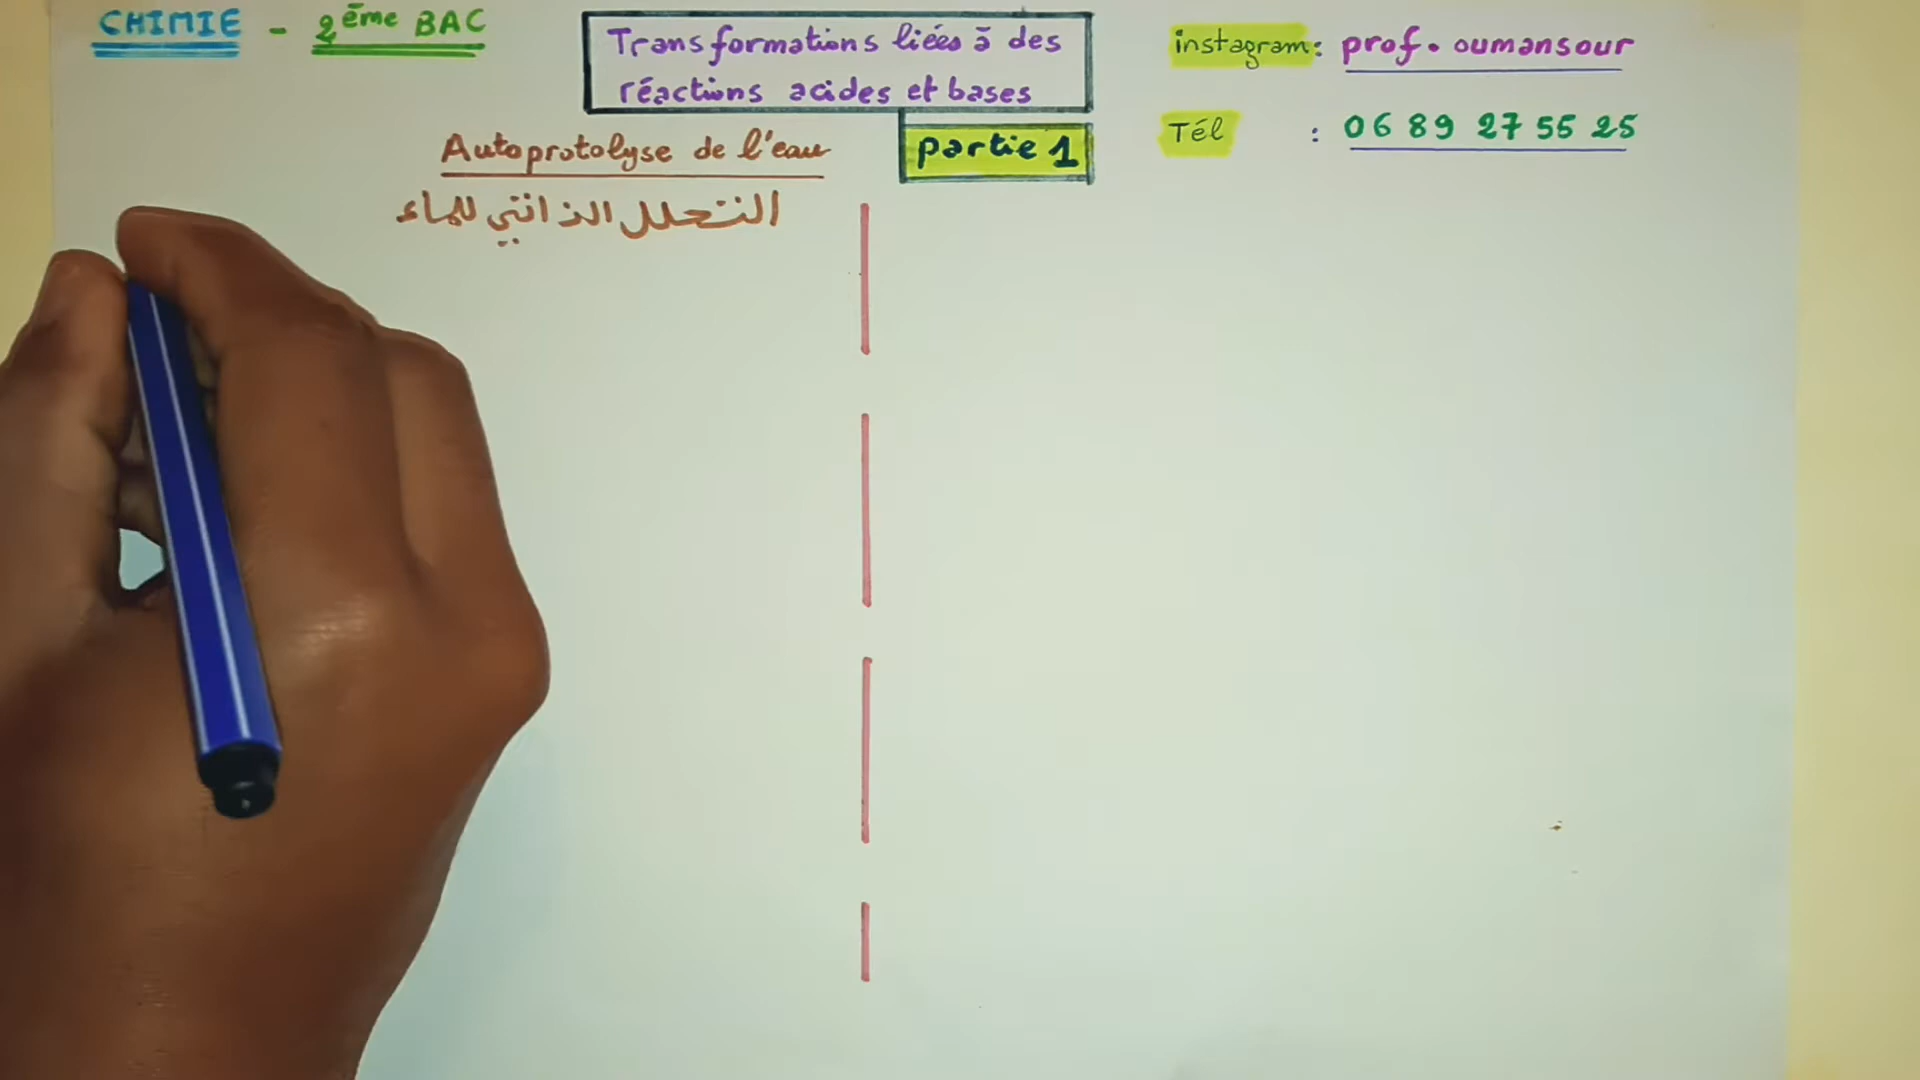 CHIMIE - 2ème BAC
Transformations liées à des
réactions acides et bases
partie 1
instagram: prof. oumansour
Tél : 06 89 27 55 25
Autoprotolyse de l'eau
التحلل الذاتي للماء